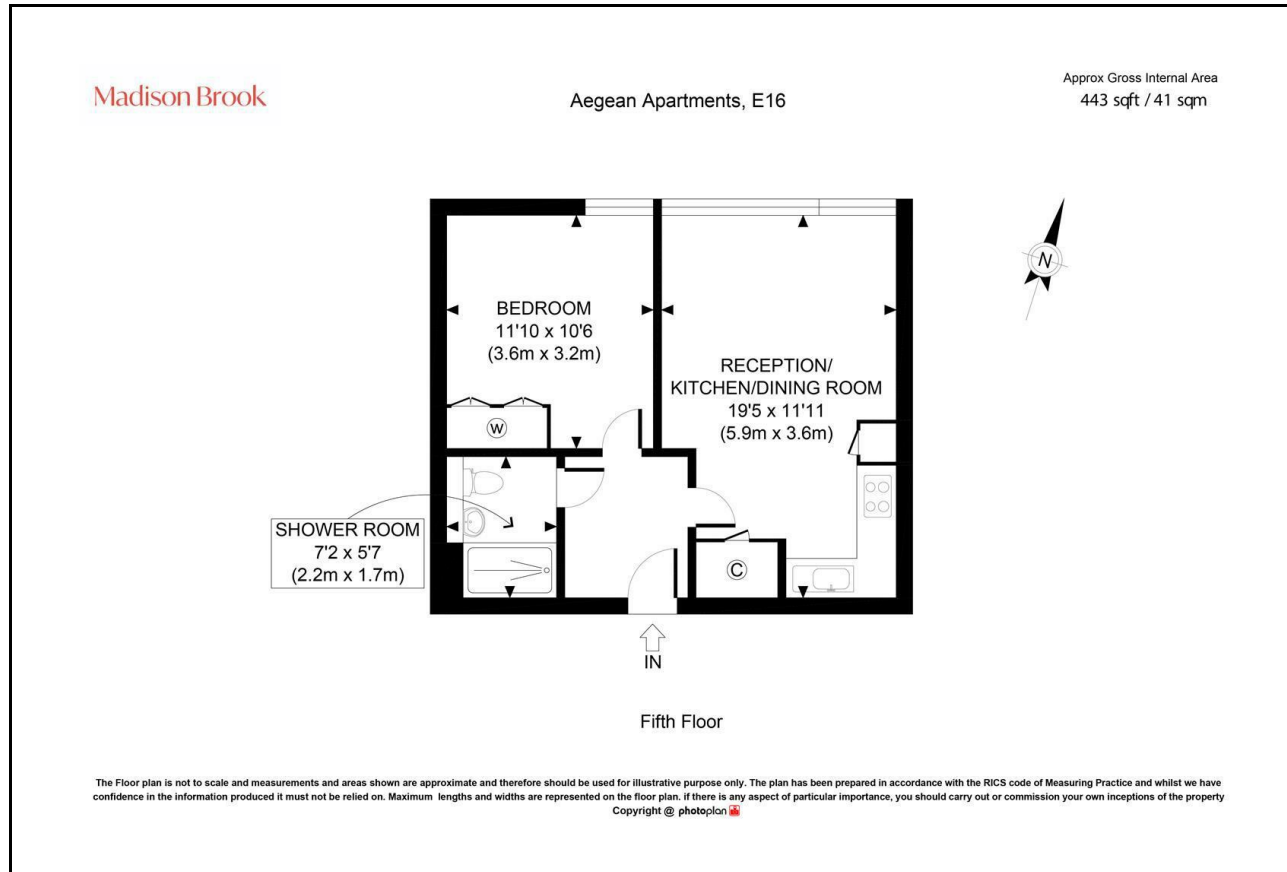 Madison Brook
Aegean Apartments, E16
Approx Gross Internal Area
443 sqft / 41 sqm
N
BEDROOM
11'10 x 10'6
(3.6m x 3.2m)
RECEPTION/
KITCHEN/DINING ROOM
19'5 x 11'11
(5.9m x 3.6m)
W
SHOWER ROOM
7'2 x 5'7
(2.2m x 1.7m)
C
IN
Fifth Floor
The Floor plan is not to scale and measurements and areas shown are approximate and therefore should be used for illustrative purpose only. The plan has been prepared in accordance with the RICS code of Measuring Practice and whilst we have
confidence in the information produced it must not be relied on. Maximum lengths and widths are represented on the floor plan. if there is any aspect of particular importance, you should carry out or commission your own inceptions of the property
Copyright @ photoplan